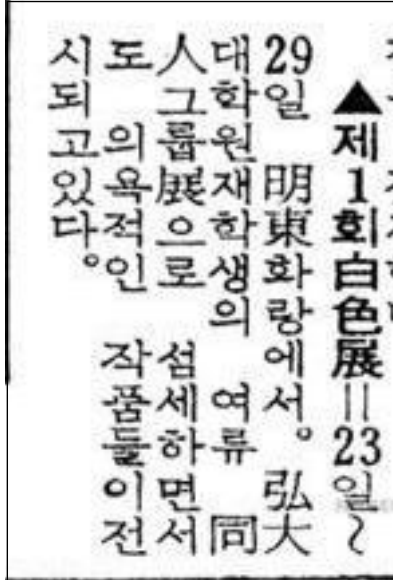 ▲제1회白色展=23일~
29일 明東화랑에서。 弘大
대학원재학생의 여류 同
人그룹展으로 섬세하면서
도 의욕적인 작품들이 전
시되고있다。